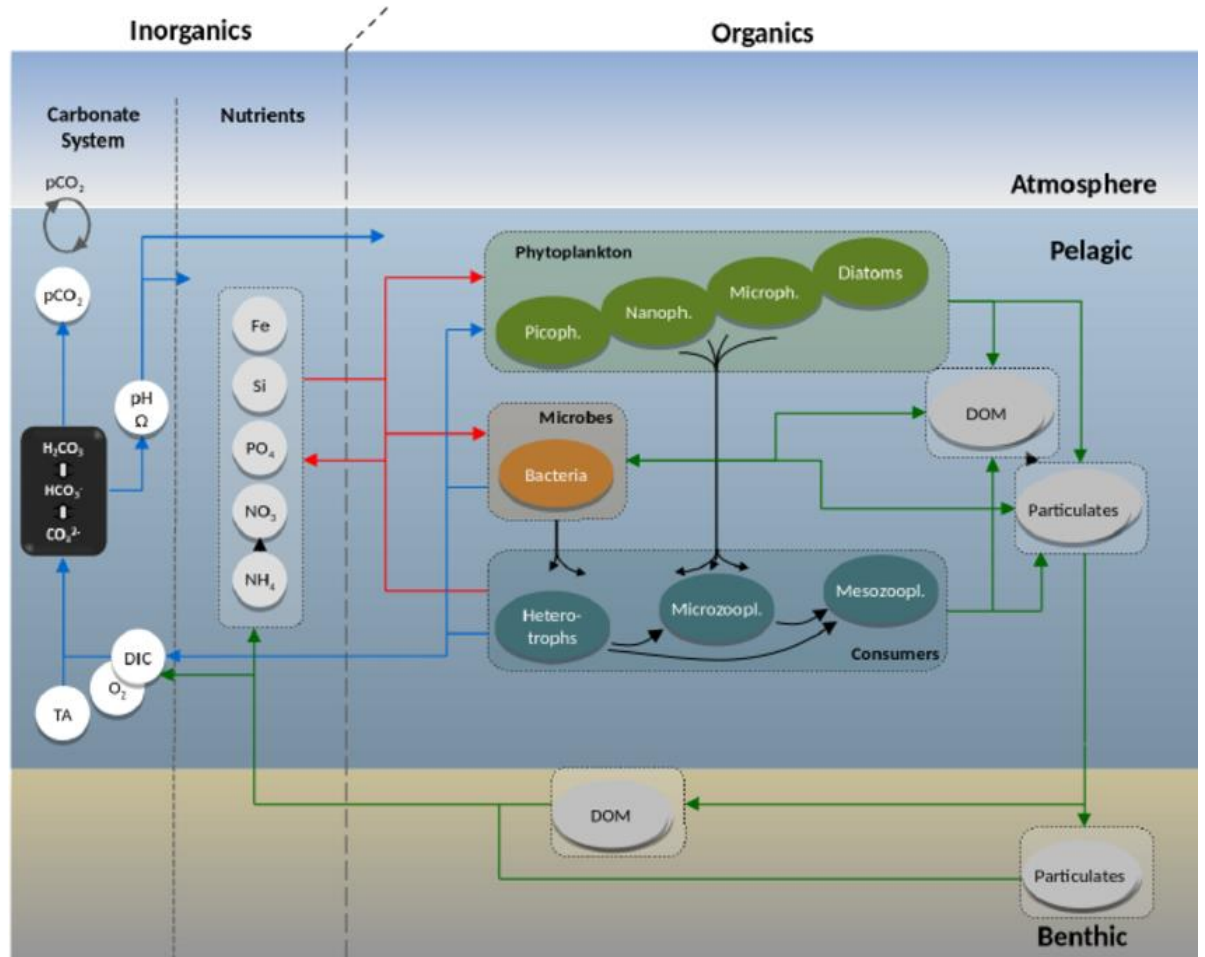 Inorganics
Organics
Carbonate
System
Nutrients
pCO₂
Atmosphere
Pelagic
pCO₂
pH
Ω
H₂CO₃
HCO₃⁻
CO₃²⁻
DIC
O₂
TA
Fe
Si
PO₄
NO₃
NH₄
Phytoplankton
Picoph.
Nanoph.
Microph.
Diatoms
Microbes
Bacteria
DOM
Particulates
Hetero-
trophs
Microzoopl.
Mesozoopl.
Consumers
DOM
Particulates
Benthic